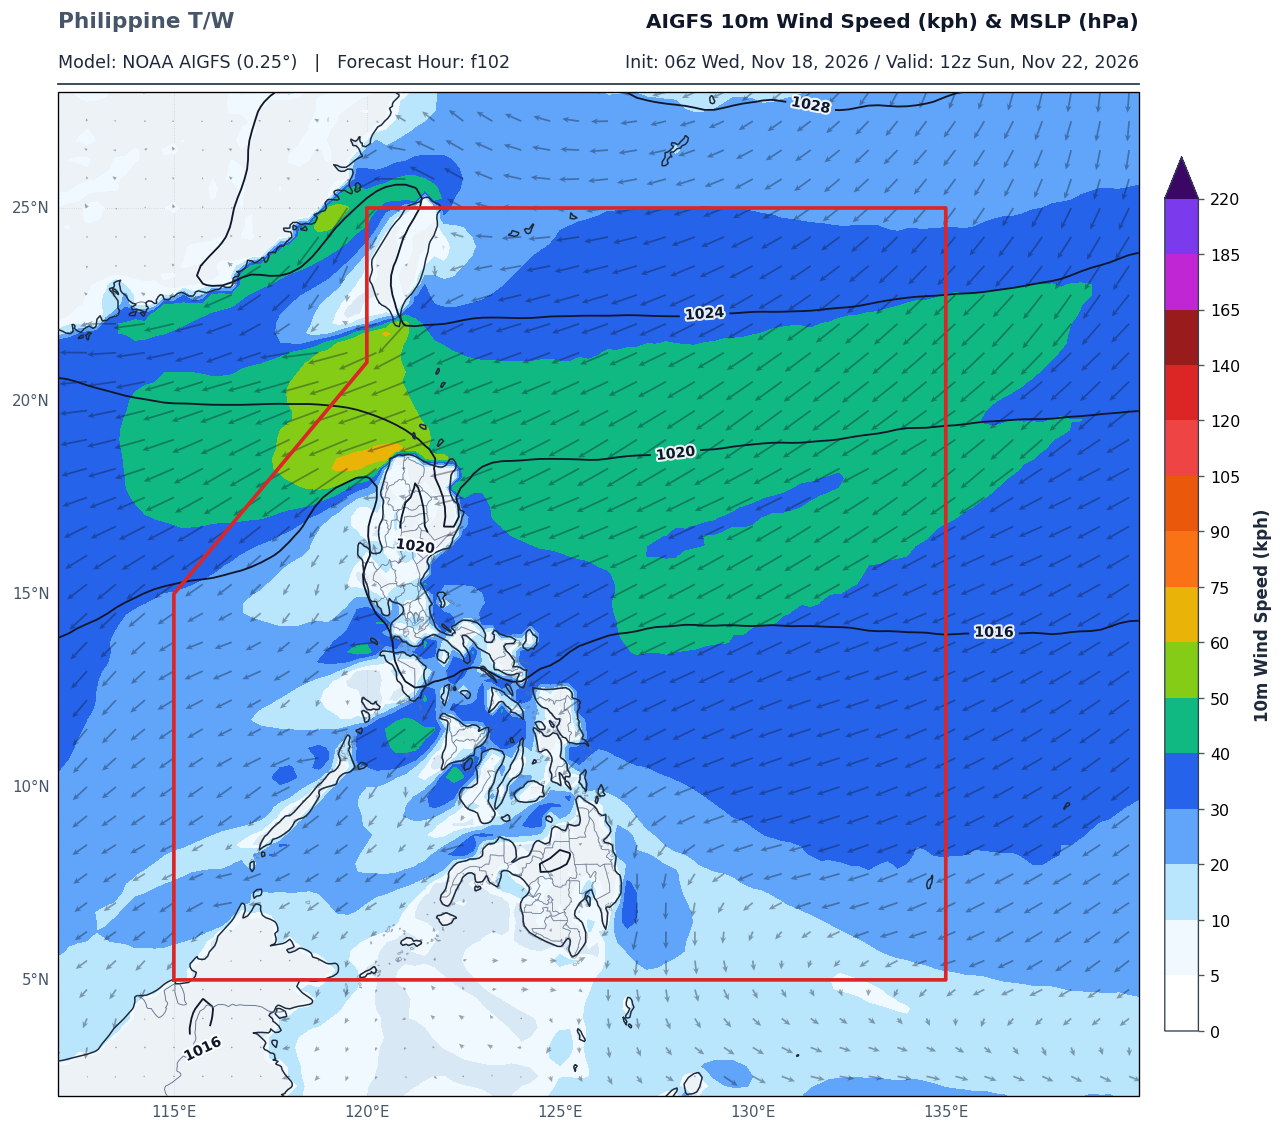 Philippine T/W
AIGFS 10m Wind Speed (kph) & MSLP (hPa)
Model: NOAA AIGFS (0.25°) | Forecast Hour: f102
Init: 06z Wed, Nov 18, 2026 / Valid: 12z Sun, Nov 22, 2026
1028
1024
1020
1020
1016
1016
25°N
20°N
15°N
10°N
5°N
115°E
120°E
125°E
130°E
135°E
220
185
165
140
120
105
90
75
60
50
40
30
20
10
5
0
10m Wind Speed (kph)